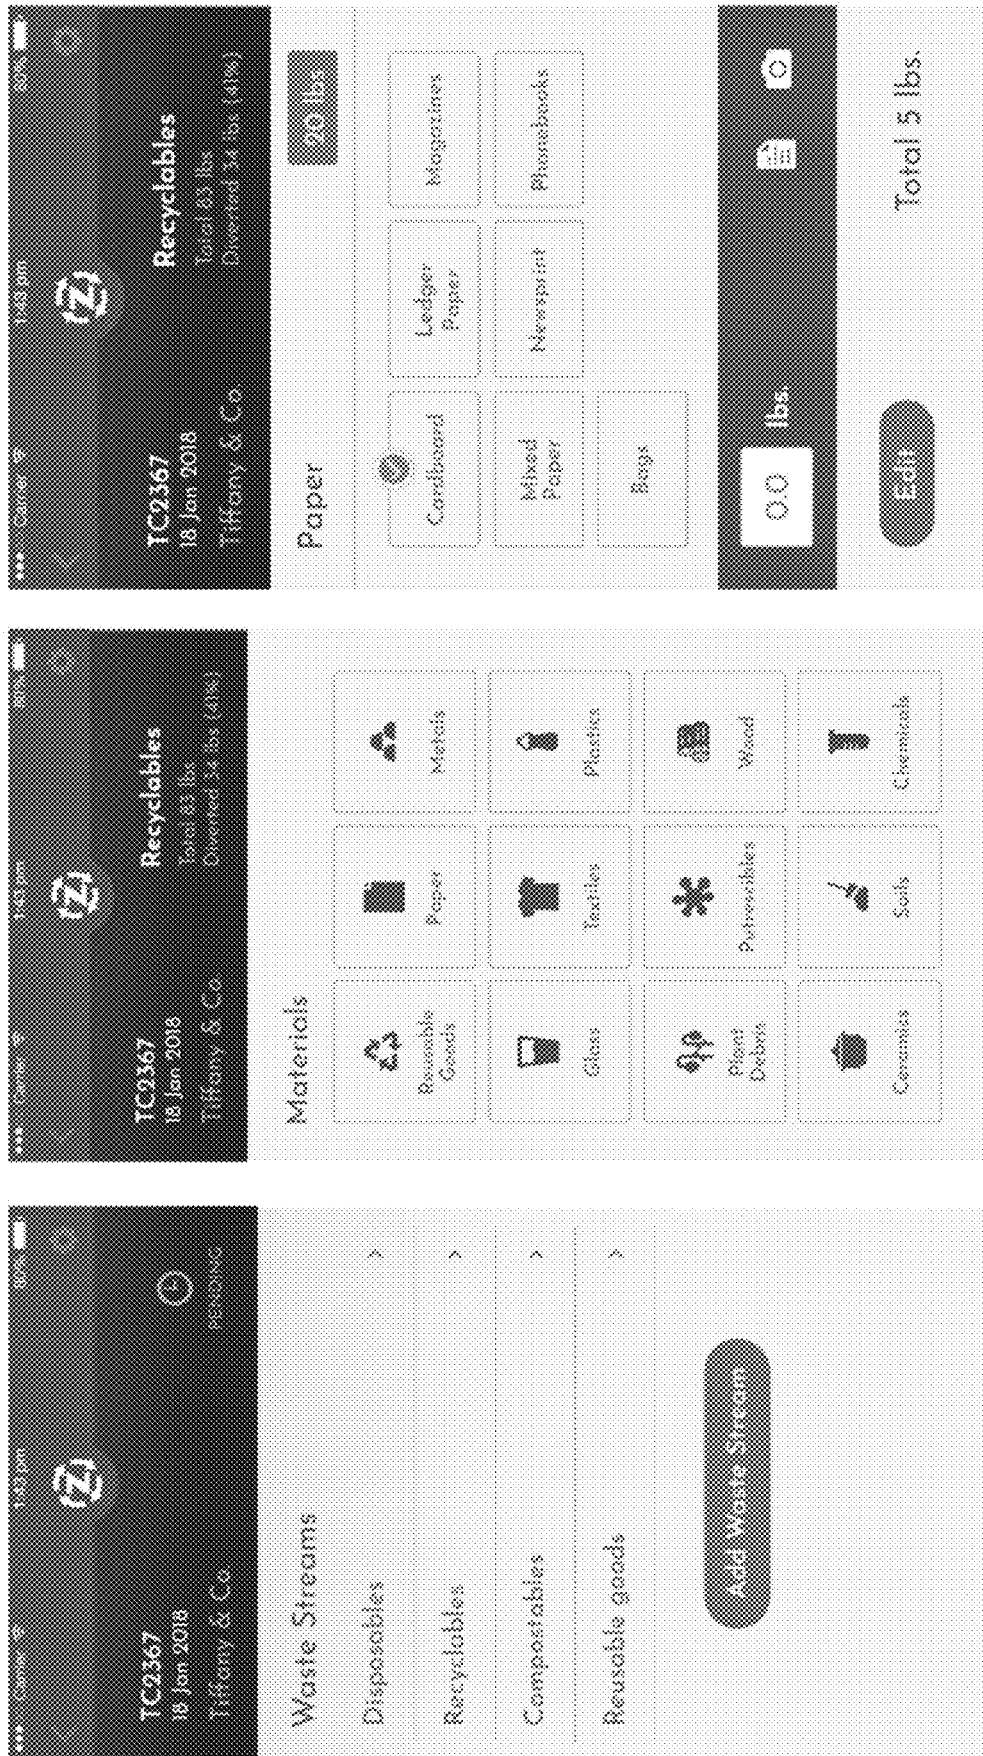 ••• Carrier
1:43 pm
80%
Z
TC2367
18 Jan 2018
Tiffany & Co
PENDING
Waste Streams
Disposables >
Recyclables >
Compostables >
Reusable goods >
Add Waste Stream
••• Carrier
1:43 pm
80%
Z
TC2367
18 Jan 2018
Tiffany & Co
Recyclables
Total 83 lbs
Diverted 34 lbs (41%)
Materials
Reusable
Goods
Paper
Metals
Glass
Textiles
Plastics
Plant
Debris
Putrescibles
Wood
Ceramics
Soils
Chemicals
••• Carrier
1:43 pm
80%
Z
TC2367
18 Jan 2018
Tiffany & Co.
Recyclables
Total 83 lbs
Diverted 34 lbs (41%)
Paper
20 lbs
Cardboard
Ledger
Paper
Magazines
Mixed
Paper
Newsprint
Phonebooks
Bags
0.0 lbs.
Edit
Total 5 lbs.